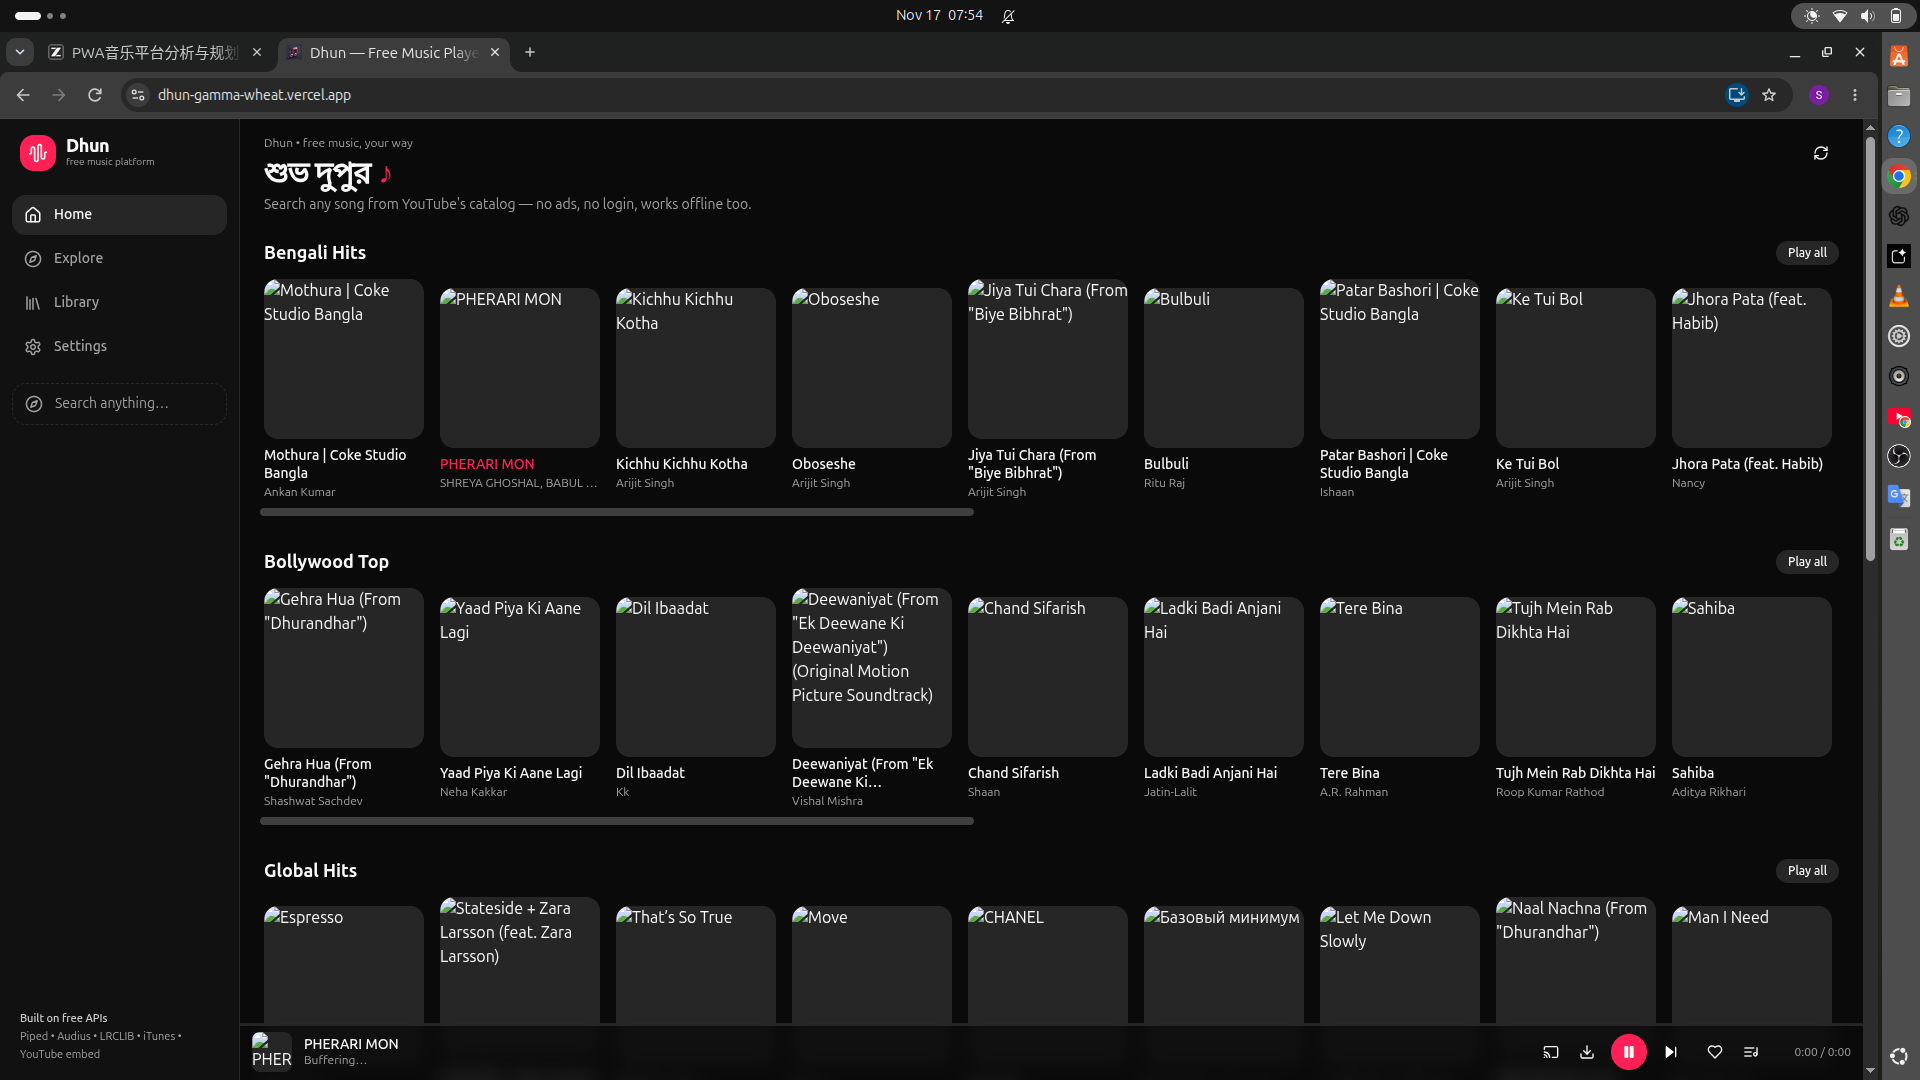 Nov 17 07:54
PWA音乐平台分析与规划
Dhun — Free Music Playe
dhun-gamma-wheat.vercel.app
S
Dhun
free music platform
Home
Explore
Library
Settings
Search anything…
Built on free APIs
Piped • Audius • LRCLIB • iTunes •
YouTube embed
Dhun • free music, your way
শুভ দুপুর ♪
Search any song from YouTube's catalog — no ads, no login, works offline too.
Bengali Hits
Play all
Mothura | Coke
Studio Bangla
PHERARI MON
Kichhu Kichhu
Kotha
Oboseshe
Jiya Tui Chara (From
"Biye Bibhrat")
Bulbuli
Patar Bashori | Coke
Studio Bangla
Ke Tui Bol
Jhora Pata (feat.
Habib)
Mothura | Coke Studio
Bangla
Ankan Kumar
PHERARI MON
SHREYA GHOSHAL, BABUL ...
Kichhu Kichhu Kotha
Arijit Singh
Oboseshe
Arijit Singh
Jiya Tui Chara (From
"Biye Bibhrat")
Arijit Singh
Bulbuli
Ritu Raj
Patar Bashori | Coke
Studio Bangla
Ishaan
Ke Tui Bol
Arijit Singh
Jhora Pata (feat. Habib)
Nancy
Bollywood Top
Play all
Gehra Hua (From
"Dhurandhar")
Yaad Piya Ki Aane
Lagi
Dil Ibaadat
Deewaniyat (From
"Ek Deewane Ki
Deewaniyat")
(Original Motion
Picture Soundtrack)
Chand Sifarish
Ladki Badi Anjani
Hai
Tere Bina
Tujh Mein Rab
Dikhta Hai
Sahiba
Gehra Hua (From
"Dhurandhar")
Shashwat Sachdev
Yaad Piya Ki Aane Lagi
Neha Kakkar
Dil Ibaadat
Kk
Deewaniyat (From "Ek
Deewane Ki...
Vishal Mishra
Chand Sifarish
Shaan
Ladki Badi Anjani Hai
Jatin-Lalit
Tere Bina
A.R. Rahman
Tujh Mein Rab Dikhta Hai
Roop Kumar Rathod
Sahiba
Aditya Rikhari
Global Hits
Play all
Espresso
Stateside + Zara
Larsson (feat. Zara
Larsson)
That's So True
Move
CHANEL
Базовый минимум
Let Me Down
Slowly
Naal Nachna (From
"Dhurandhar")
Man I Need
PHER
PHERARI MON
Buffering…
0:00 / 0:00